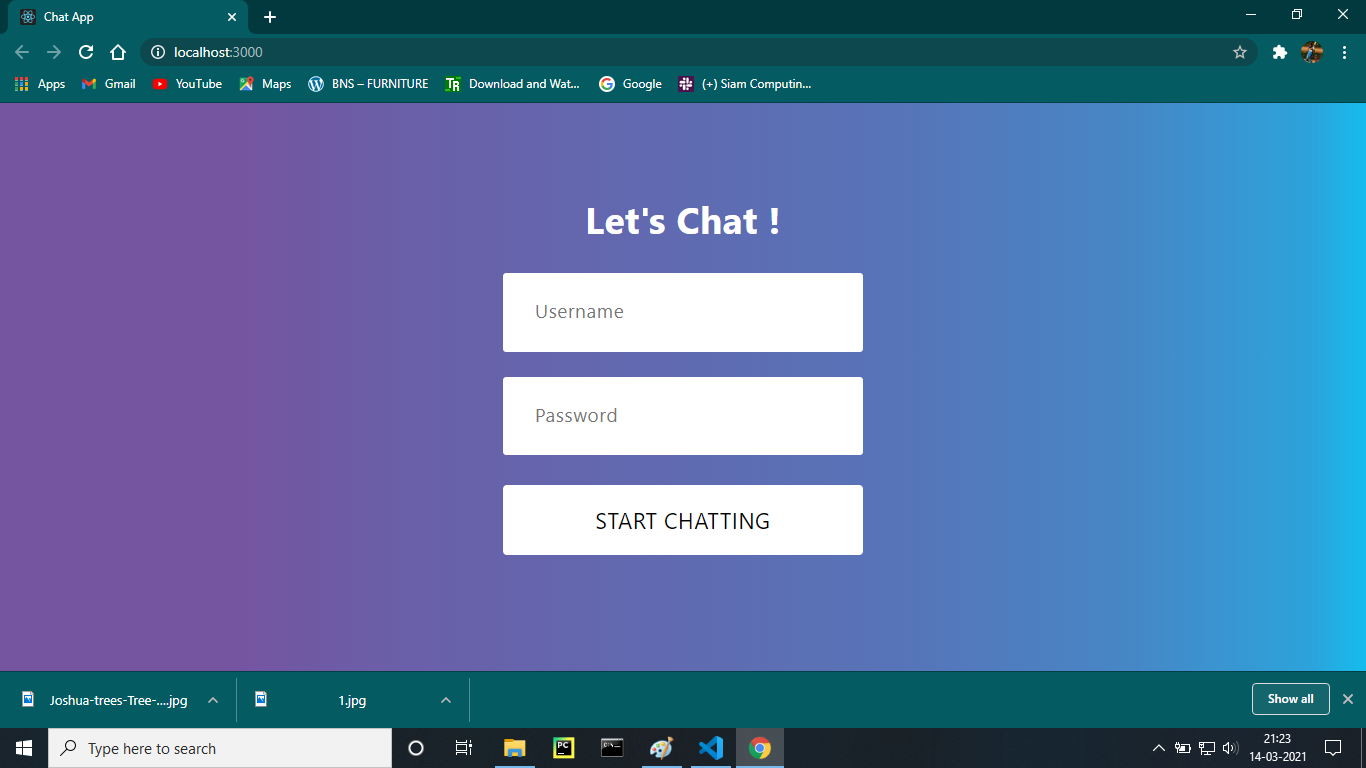 Chat App
localhost:3000
Apps Gmail YouTube Maps BNS – FURNITURE Download and Wat... Google (+) Siam Computin...
Let's Chat !
Username
Password
START CHATTING
Joshua-trees-Tree-....jpg 1.jpg Show all
Type here to search
21:23
14-03-2021